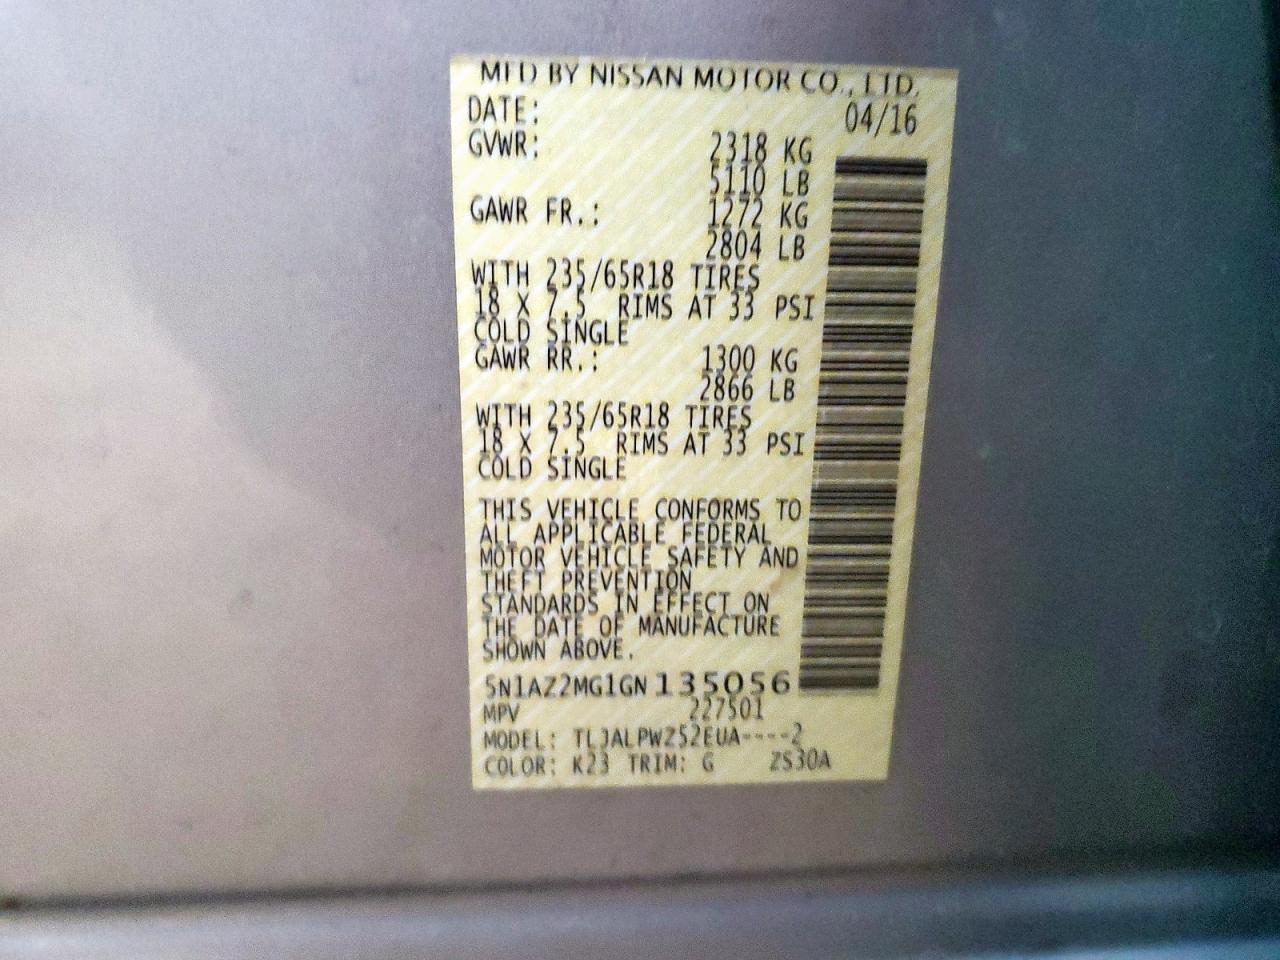 MFD BY NISSAN MOTOR CO., LTD.
DATE: 04/16
GVWR: 2318 KG
5110 LB
GAWR FR.: 1272 KG
2804 LB
WITH 235/65R18 TIRES
18 X 7.5 RIMS AT 33 PSI
COLD SINGLE
GAWR RR.: 1300 KG
2866 LB
WITH 235/65R18 TIRES
18 X 7.5 RIMS AT 33 PSI
COLD SINGLE
THIS VEHICLE CONFORMS TO
ALL APPLICABLE FEDERAL
MOTOR VEHICLE SAFETY AND
THEFT PREVENTION
STANDARDS IN EFFECT ON
THE DATE OF MANUFACTURE
SHOWN ABOVE.
5N1AZ2MG1GN135056
MPV 227501
MODEL: TLJALPWZ52EUA----2
COLOR: K23 TRIM: G ZS30A